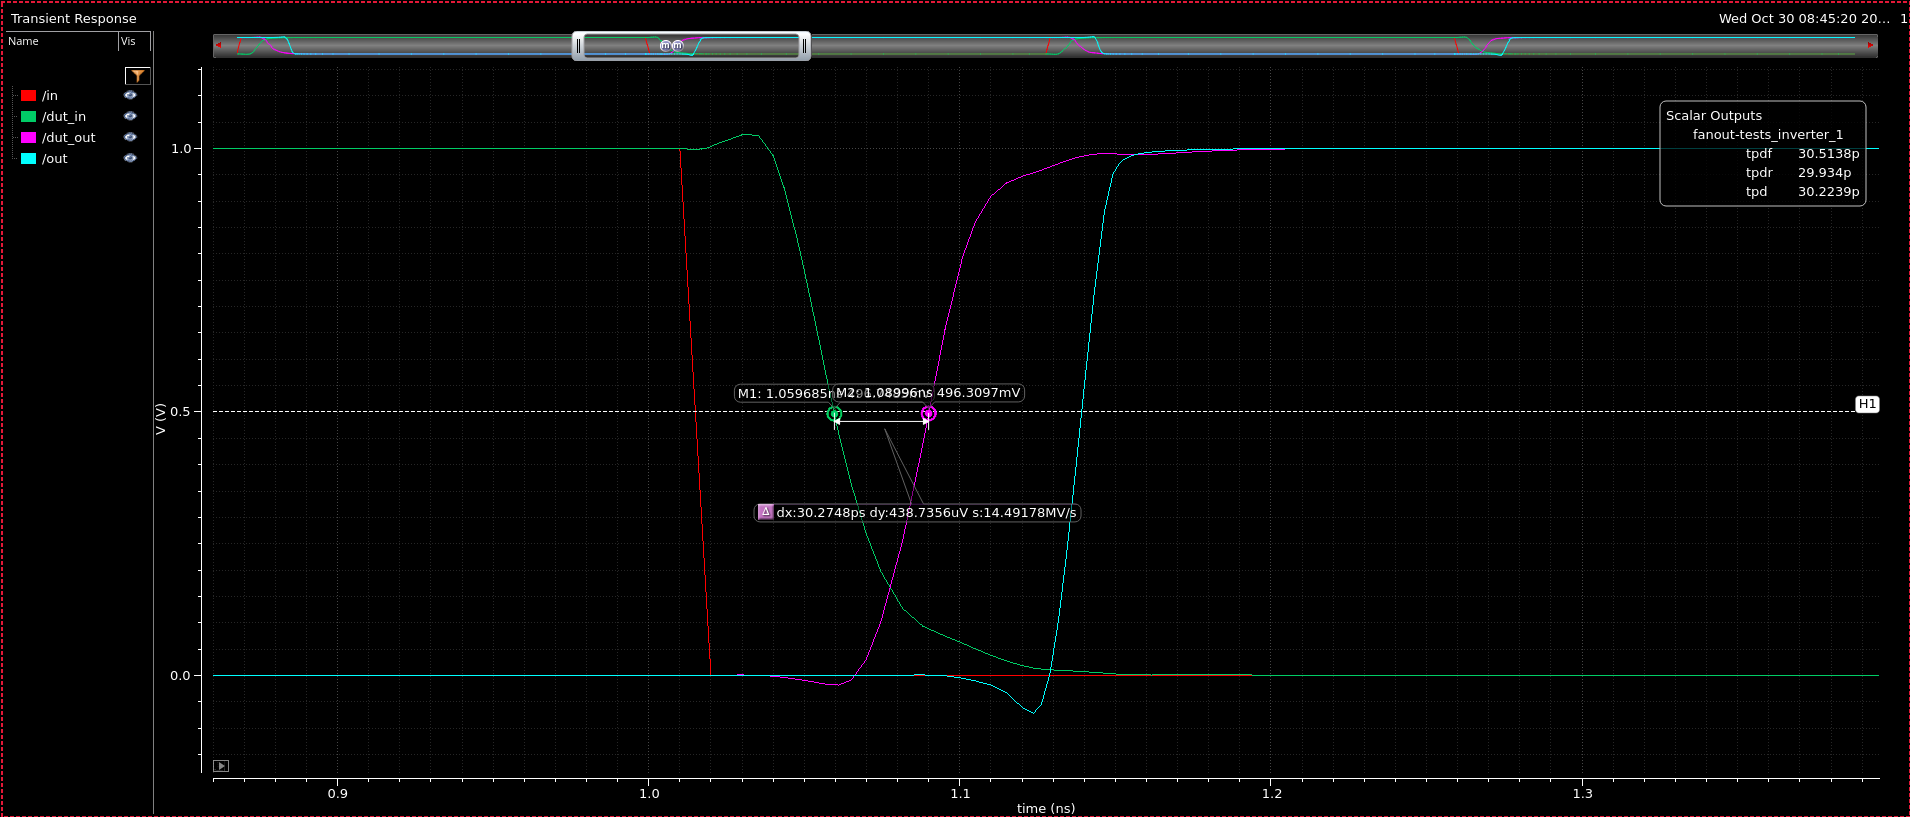 Transient Response
Wed Oct 30 08:45:20 20... 1
Name Vis
/in
/dut_in
/dut_out
/out
m m
1.0
0.5
0.0
V (V)
Scalar Outputs
fanout-tests_inverter_1
tpdf 30.5138p
tpdr 29.934p
tpd 30.2239p
M1: 1.059685n
M2: 1.08996ns 496.3097mV
H1
Δ dx:30.2748ps dy:438.7356uV s:14.49178MV/s
0.9 1.0 1.1 1.2 1.3
time (ns)